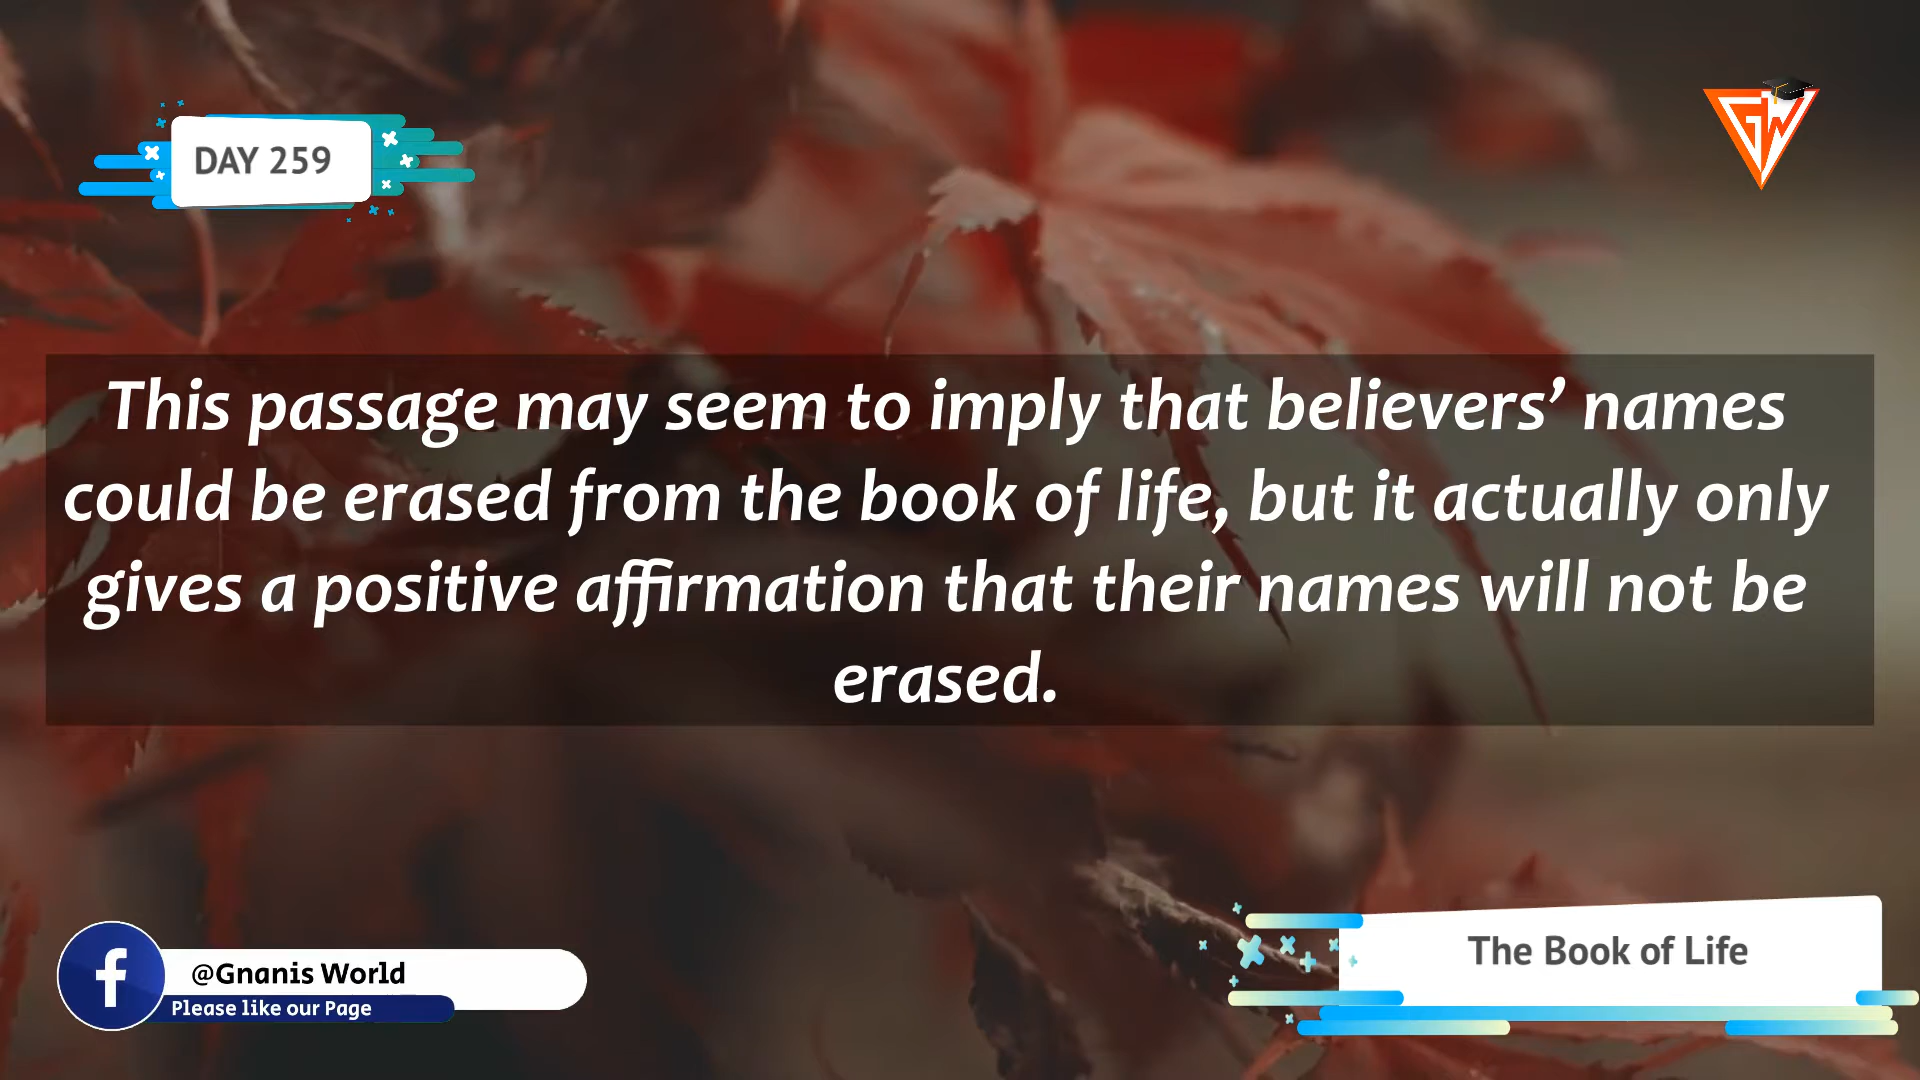 DAY 259
GW
This passage may seem to imply that believers’ names
could be erased from the book of life, but it actually only
gives a positive affirmation that their names will not be
erased.
@Gnanis World
Please like our Page
The Book of Life